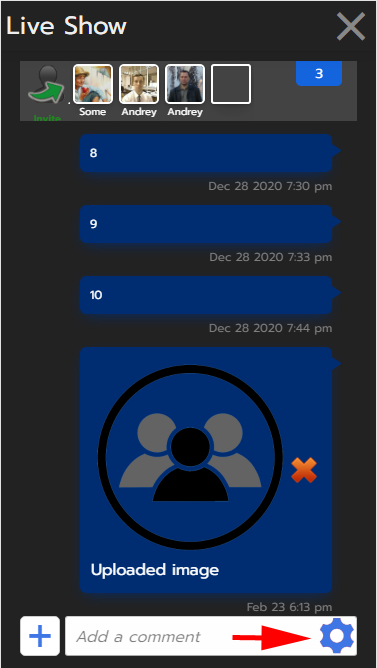 Live Show
3
Invite
Some
Andrey
Andrey
8
Dec 28 2020 7:30 pm
9
Dec 28 2020 7:33 pm
10
Dec 28 2020 7:44 pm
Uploaded image
Feb 23 6:13 pm
Add a comment